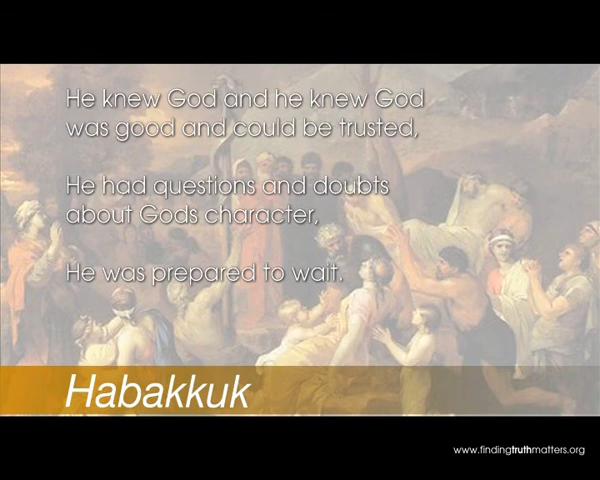 He knew God and he knew God
was good and could be trusted,
He had questions and doubts
about Gods character,
He was prepared to wait.
Habakkuk
www.findingtruthmatters.org